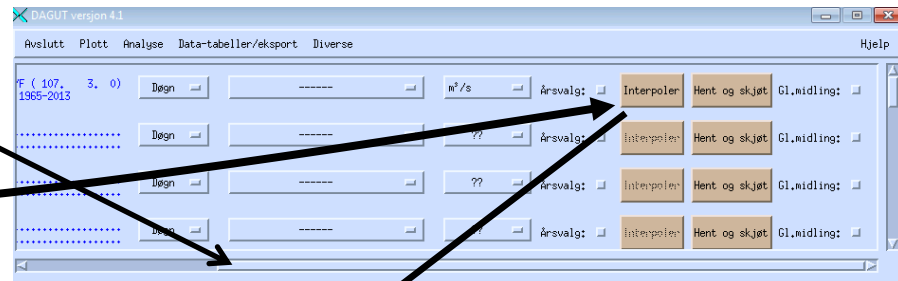 DAGUT versjon 4.1
Avslutt Plott Analyse Data-tabeller/eksport Diverse Hjelp
( 107. 3. 0) Døgn ------ m³/s Årsvalg: Interpoler Hent og skjøt Gl.midling:
1965-2013
Døgn ------ ?? Årsvalg: Interpoler Hent og skjøt Gl.midling:
Døgn ------ ?? Årsvalg: Interpoler Hent og skjøt Gl.midling:
Døgn ------ Årsvalg: Interpoler Hent og skjøt Gl.midling: